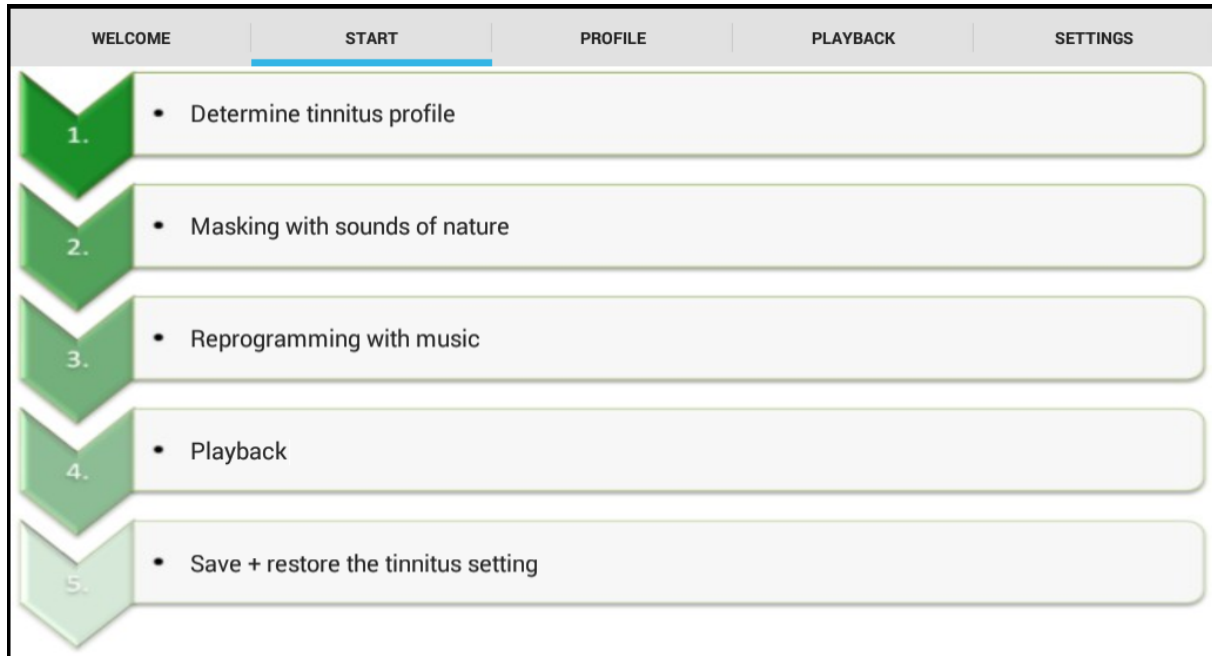 WELCOME START PROFILE PLAYBACK SETTINGS
1. • Determine tinnitus profile
2. • Masking with sounds of nature
3. • Reprogramming with music
4. • Playback
5. • Save + restore the tinnitus setting